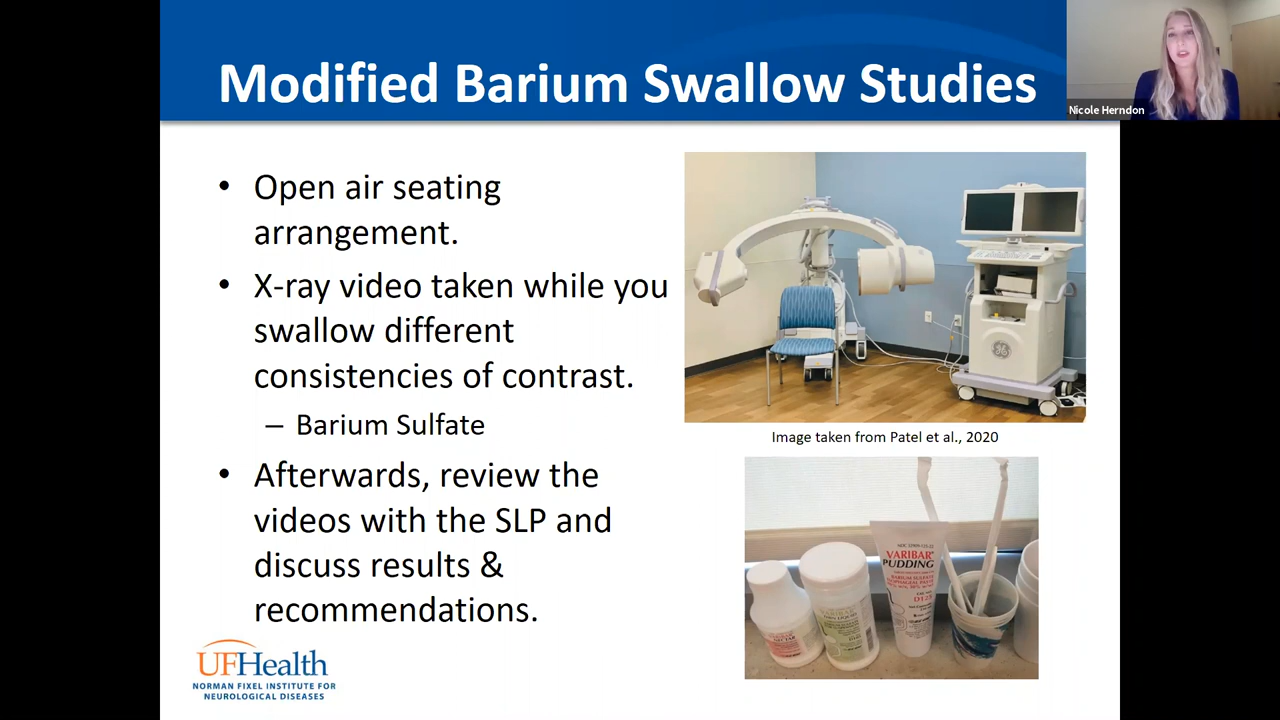 Modified Barium Swallow Studies
Nicole Herndon
• Open air seating
arrangement.
• X-ray video taken while you
swallow different
consistencies of contrast.
– Barium Sulfate
• Afterwards, review the
videos with the SLP and
discuss results &
recommendations.
Image taken from Patel et al., 2020
VARIBAR
PUDDING
NECTAR
UFHealth
NORMAN FIXEL INSTITUTE FOR
NEUROLOGICAL DISEASES